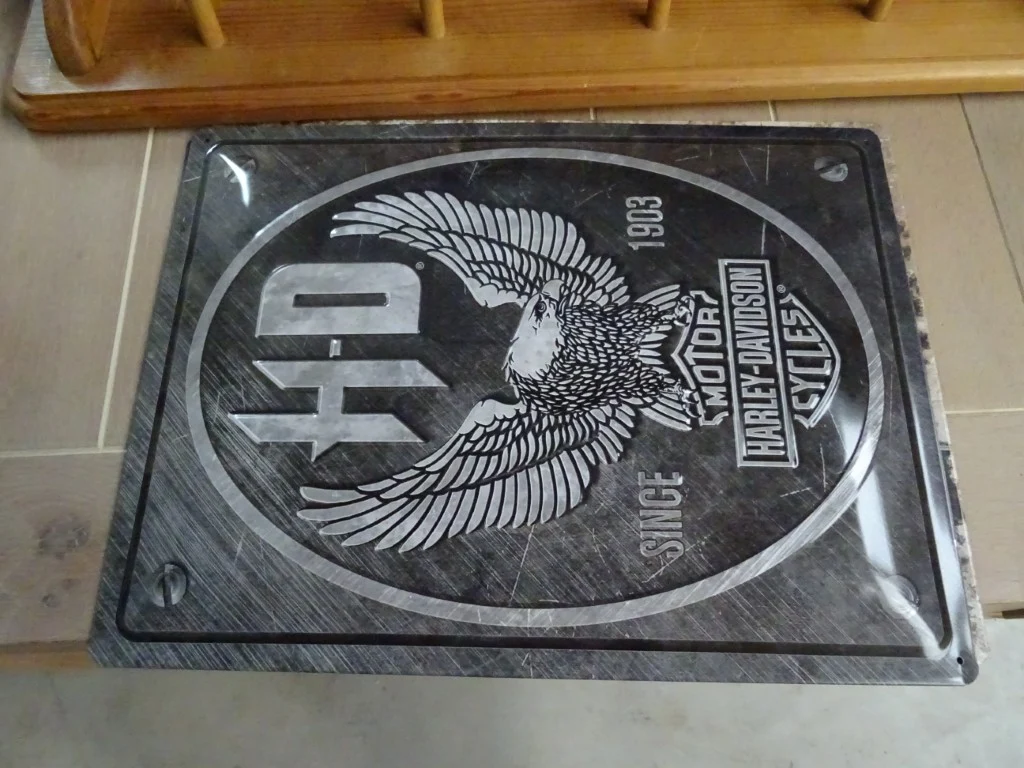 H-D®
SINCE 1903
MOTOR
HARLEY-DAVIDSON
CYCLES®